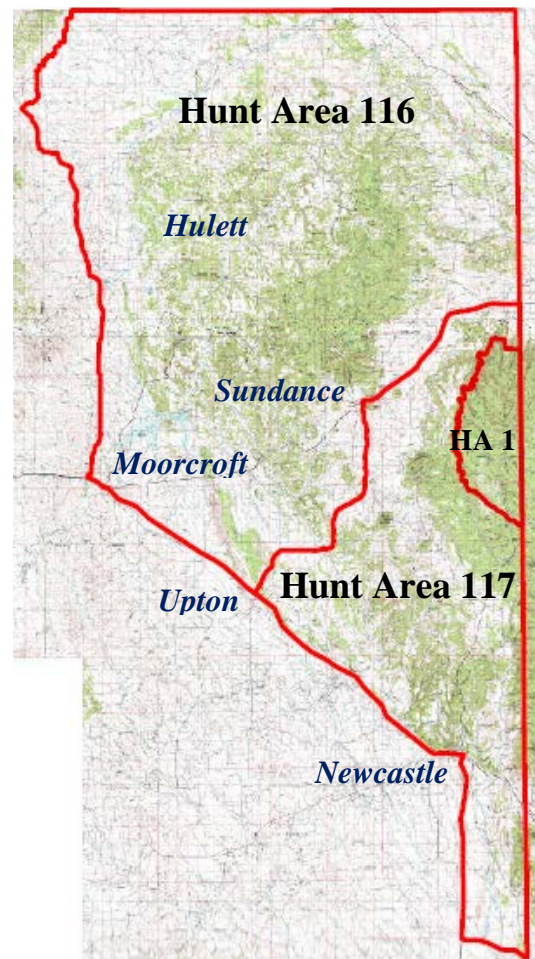 Hunt Area 116
Hulett
Sundance
HA 1
Moorcroft
Hunt Area 117
Upton
Newcastle